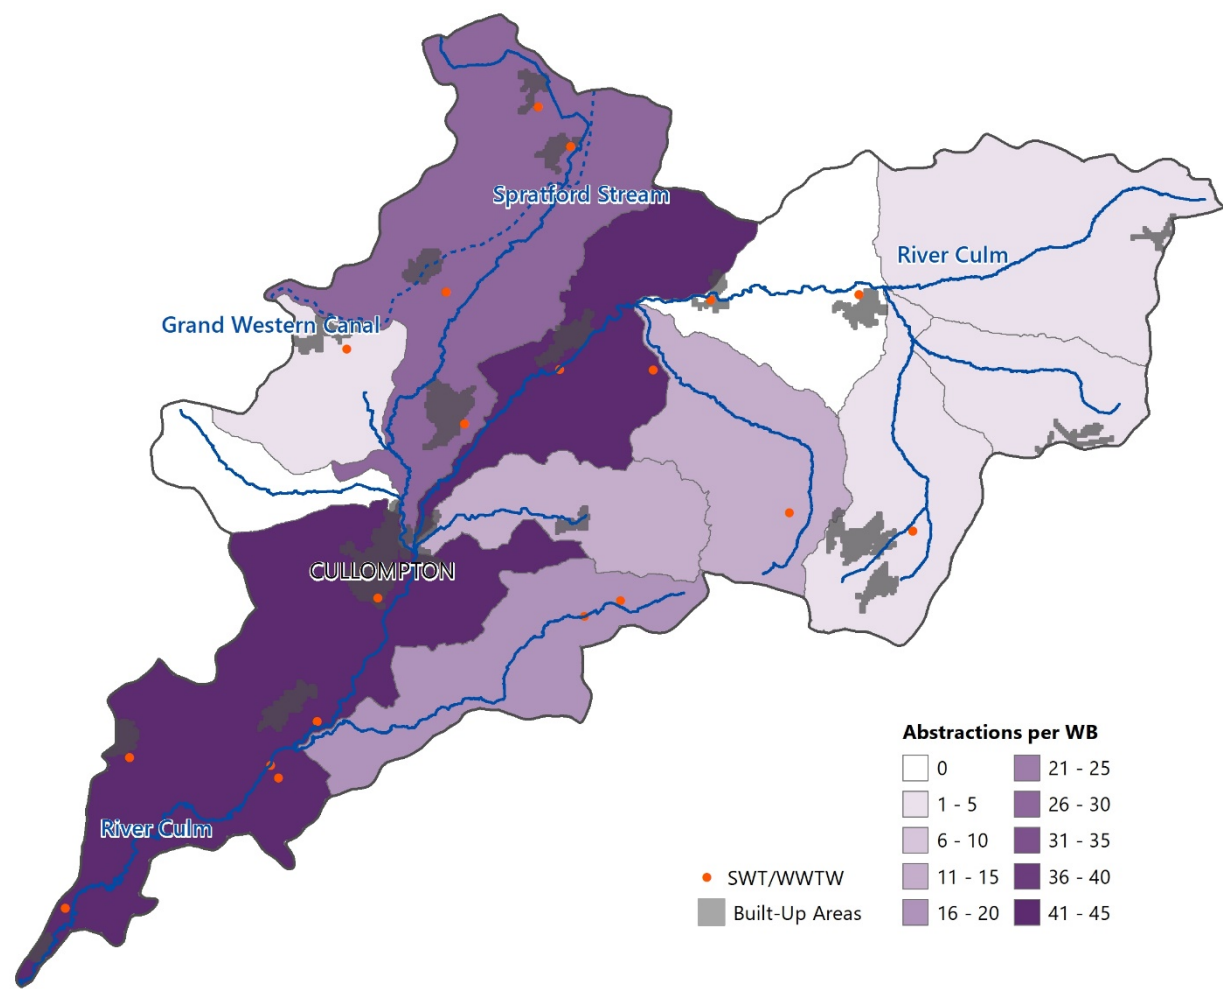 Spratford Stream
River Culm
Grand Western Canal
CULLOMPTON
River Culm
Abstractions per WB
0
1 - 5
6 - 10
11 - 15
16 - 20
21 - 25
26 - 30
31 - 35
36 - 40
41 - 45
SWT/WWTW
Built-Up Areas